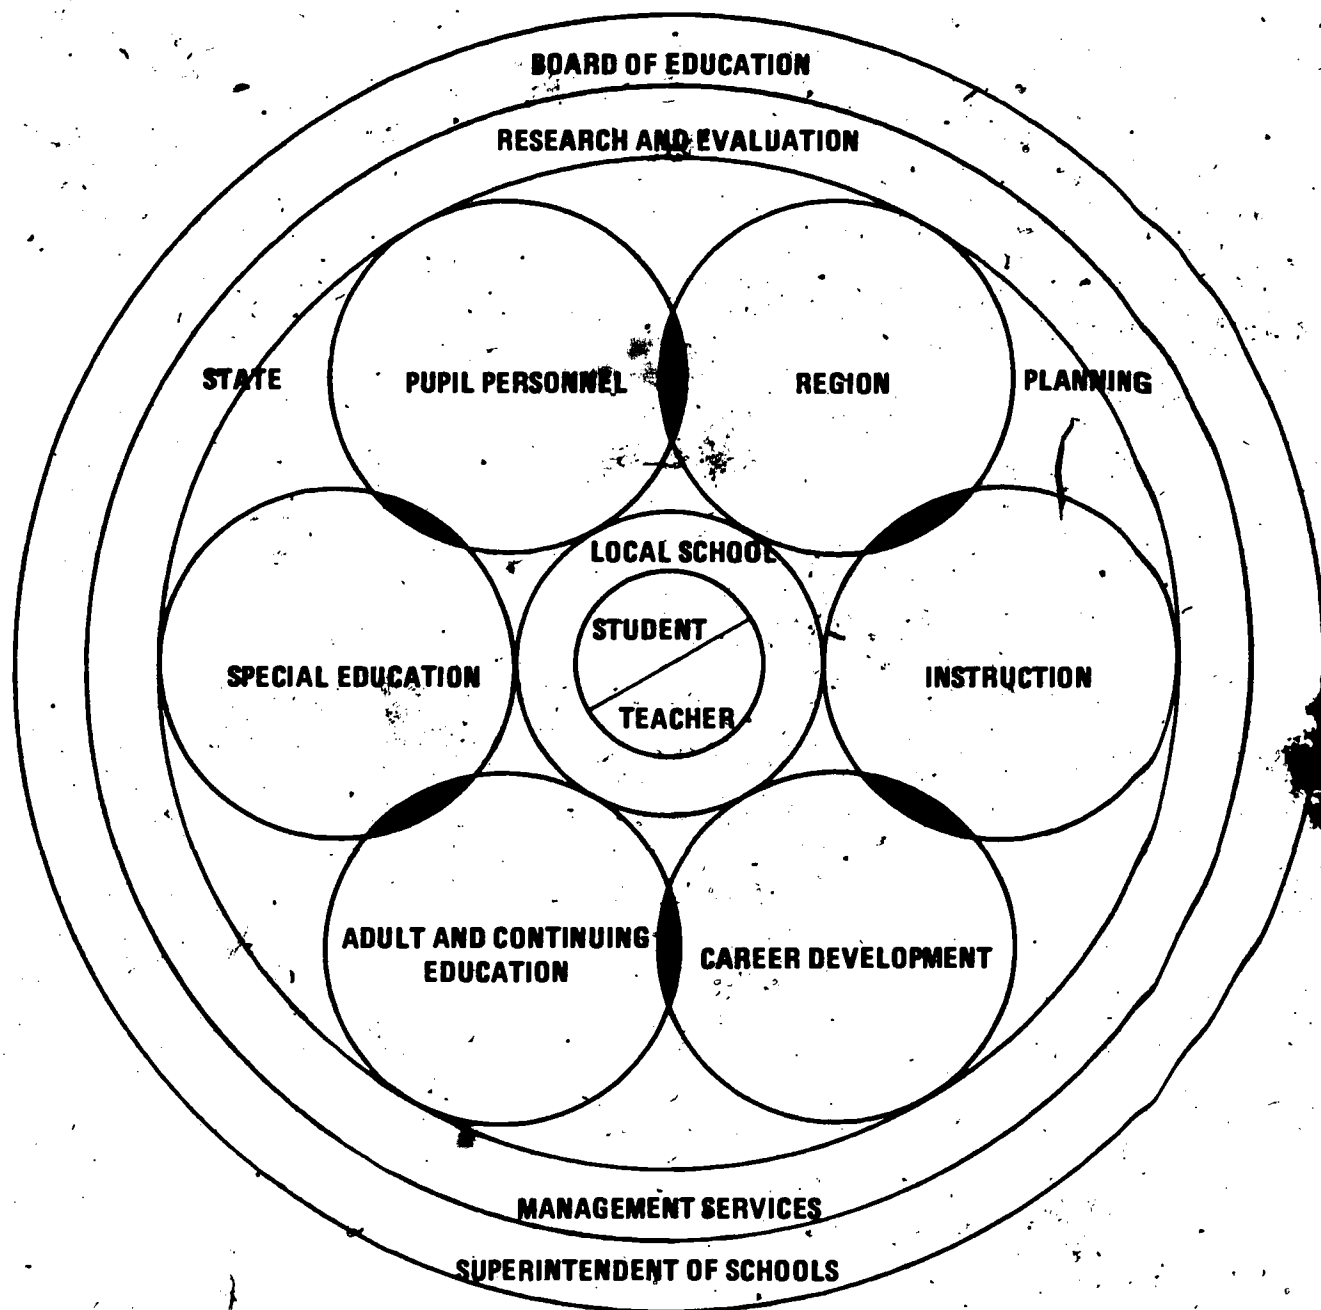 BOARD OF EDUCATION
RESEARCH AND EVALUATION
STATE
PUPIL PERSONNEL
REGION
PLANNING
LOCAL SCHOOL
STUDENT
TEACHER
SPECIAL EDUCATION
INSTRUCTION
ADULT AND CONTINUING
EDUCATION
CAREER DEVELOPMENT
MANAGEMENT SERVICES
SUPERINTENDENT OF SCHOOLS